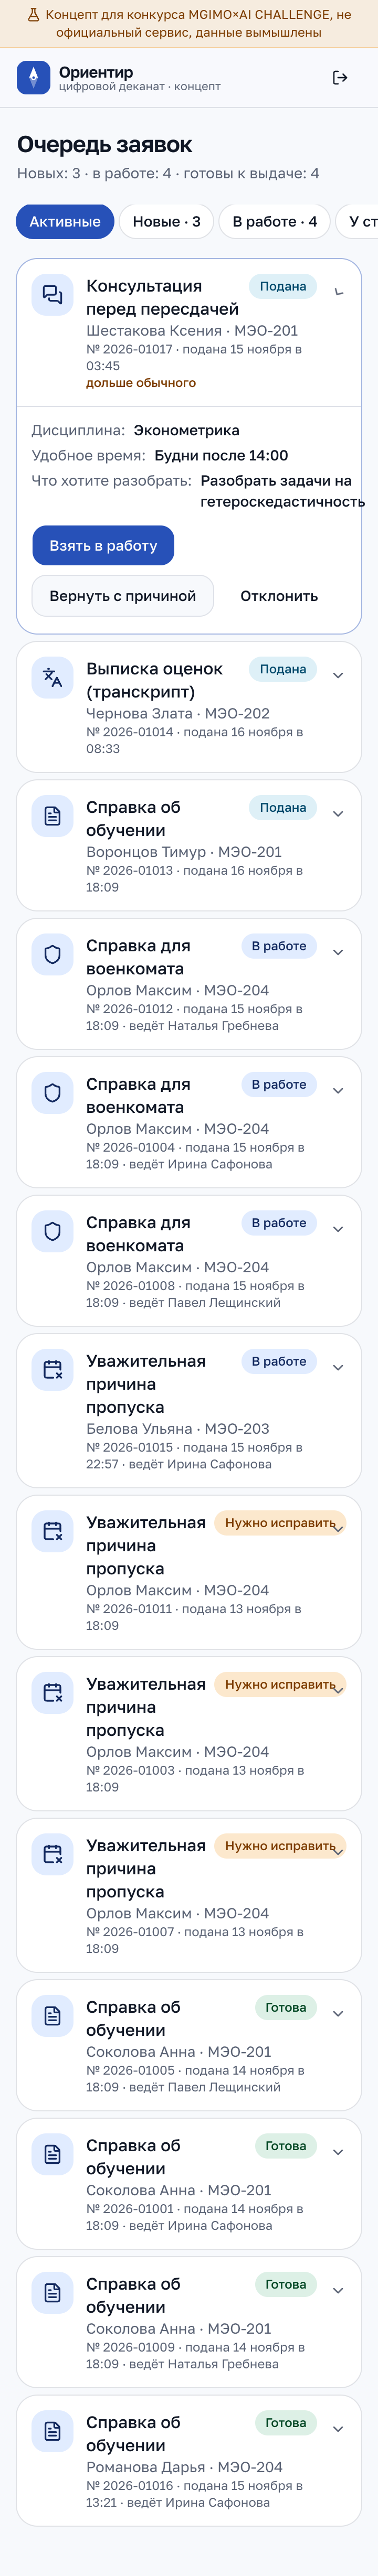 Концепт для конкурса MGIMO×AI CHALLENGE, не
официальный сервис, данные вымышлены
Ориентир
цифровой деканат · концепт
Очередь заявок
Новых: 3 · в работе: 4 · готовы к выдаче: 4
Активные
Новые · 3
В работе · 4
У ст
Консультация
перед пересдачей
Подана
Шестакова Ксения · МЭО-201
№ 2026-01017 · подана 15 ноября в
03:45
дольше обычного
Дисциплина: Эконометрика
Удобное время: Будни после 14:00
Что хотите разобрать: Разобрать задачи на
гетероскедастичность
Взять в работу
Вернуть с причиной
Отклонить
Выписка оценок
(транскрипт)
Подана
Чернова Злата · МЭО-202
№ 2026-01014 · подана 16 ноября в
08:33
Справка об
обучении
Подана
Воронцов Тимур · МЭО-201
№ 2026-01013 · подана 16 ноября в
18:09
Справка для
военкомата
В работе
Орлов Максим · МЭО-204
№ 2026-01012 · подана 15 ноября в
18:09 · ведёт Наталья Гребнева
Справка для
военкомата
В работе
Орлов Максим · МЭО-204
№ 2026-01004 · подана 15 ноября в
18:09 · ведёт Ирина Сафонова
Справка для
военкомата
В работе
Орлов Максим · МЭО-204
№ 2026-01008 · подана 15 ноября в
18:09 · ведёт Павел Лещинский
Уважительная
причина
пропуска
В работе
Белова Ульяна · МЭО-203
№ 2026-01015 · подана 15 ноября в
22:57 · ведёт Ирина Сафонова
Уважительная
причина
пропуска
Нужно исправить
Орлов Максим · МЭО-204
№ 2026-01011 · подана 13 ноября в
18:09
Уважительная
причина
пропуска
Нужно исправить
Орлов Максим · МЭО-204
№ 2026-01003 · подана 13 ноября в
18:09
Уважительная
причина
пропуска
Нужно исправить
Орлов Максим · МЭО-204
№ 2026-01007 · подана 13 ноября в
18:09
Справка об
обучении
Готова
Соколова Анна · МЭО-201
№ 2026-01005 · подана 14 ноября в
18:09 · ведёт Павел Лещинский
Справка об
обучении
Готова
Соколова Анна · МЭО-201
№ 2026-01001 · подана 14 ноября в
18:09 · ведёт Ирина Сафонова
Справка об
обучении
Готова
Соколова Анна · МЭО-201
№ 2026-01009 · подана 14 ноября в
18:09 · ведёт Наталья Гребнева
Справка об
обучении
Готова
Романова Дарья · МЭО-204
№ 2026-01016 · подана 15 ноября в
13:21 · ведёт Ирина Сафонова